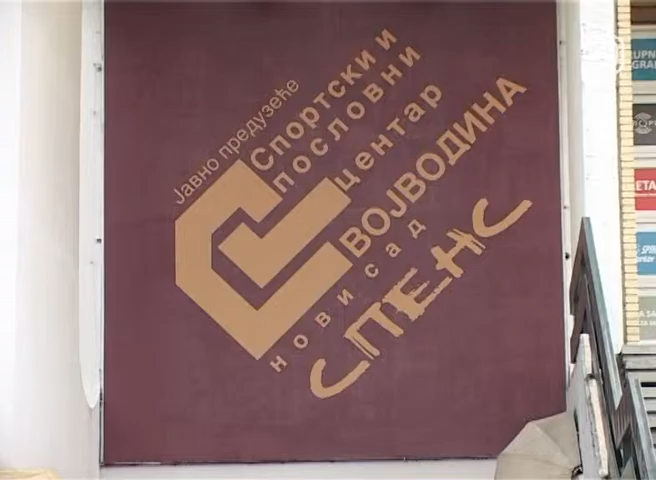 Јавно предузеће
Спортски и
пословни
центар
ВОЈВОДИНА
нови сад
СПЕНС